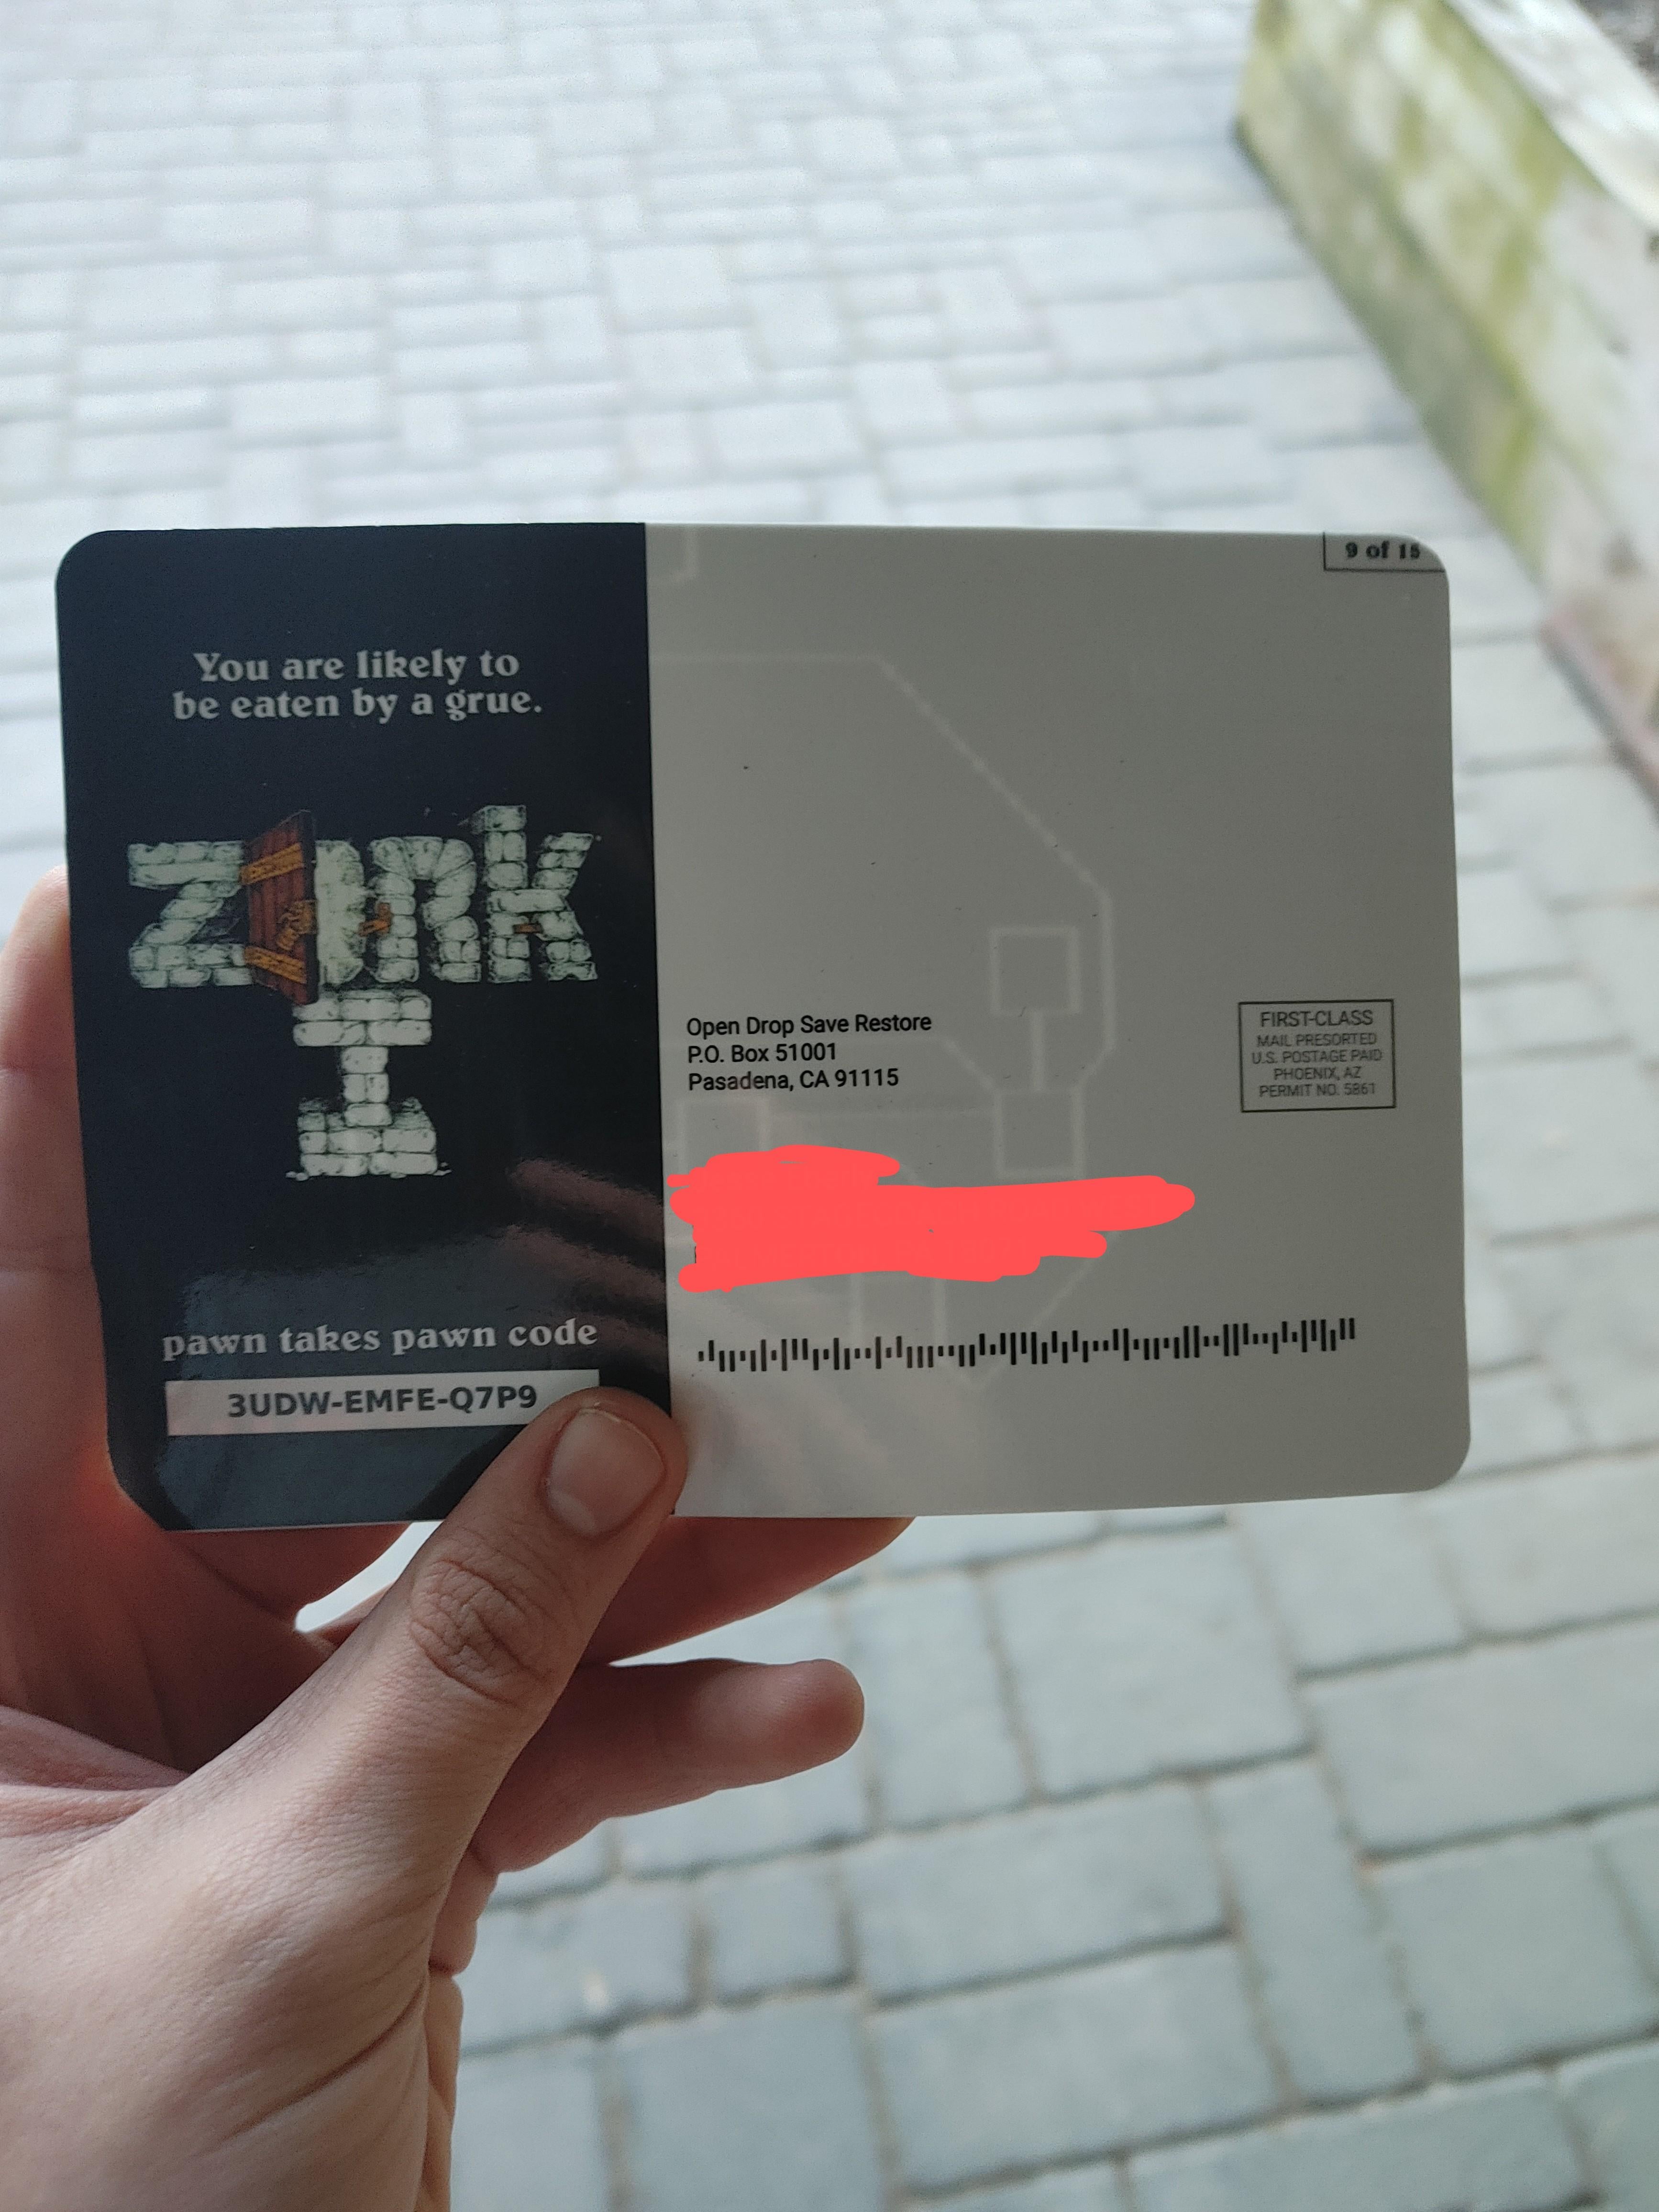 You are likely to
be eaten by a grue.
ZORK
I
pawn takes pawn code
3UDW-EMFE-Q7P9
9 of 15
Open Drop Save Restore
P.O. Box 51001
Pasadena, CA 91115
FIRST-CLASS
MAIL PRESORTED
U.S. POSTAGE PAID
PHOENIX, AZ
PERMIT NO. 5861